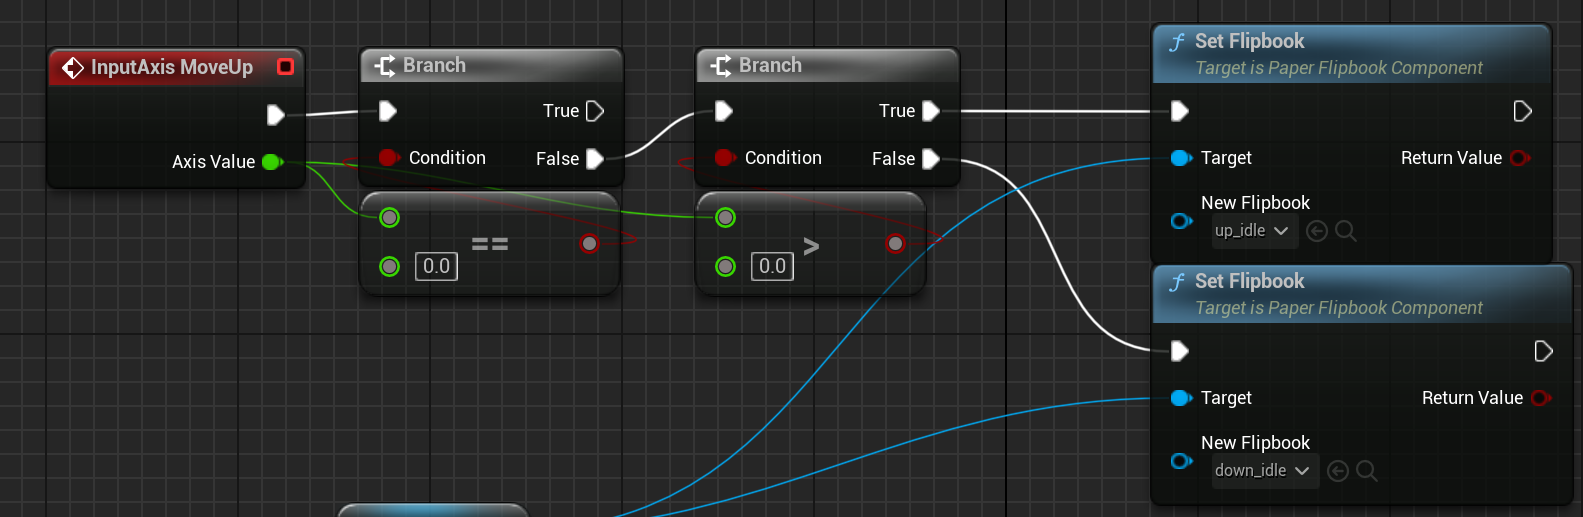 InputAxis MoveUp
Axis Value
Branch
True
Condition
False
==
0.0
Branch
True
Condition
False
>
0.0
f Set Flipbook
Target is Paper Flipbook Component
Target
Return Value
New Flipbook
up_idle
f Set Flipbook
Target is Paper Flipbook Component
Target
Return Value
New Flipbook
down_idle